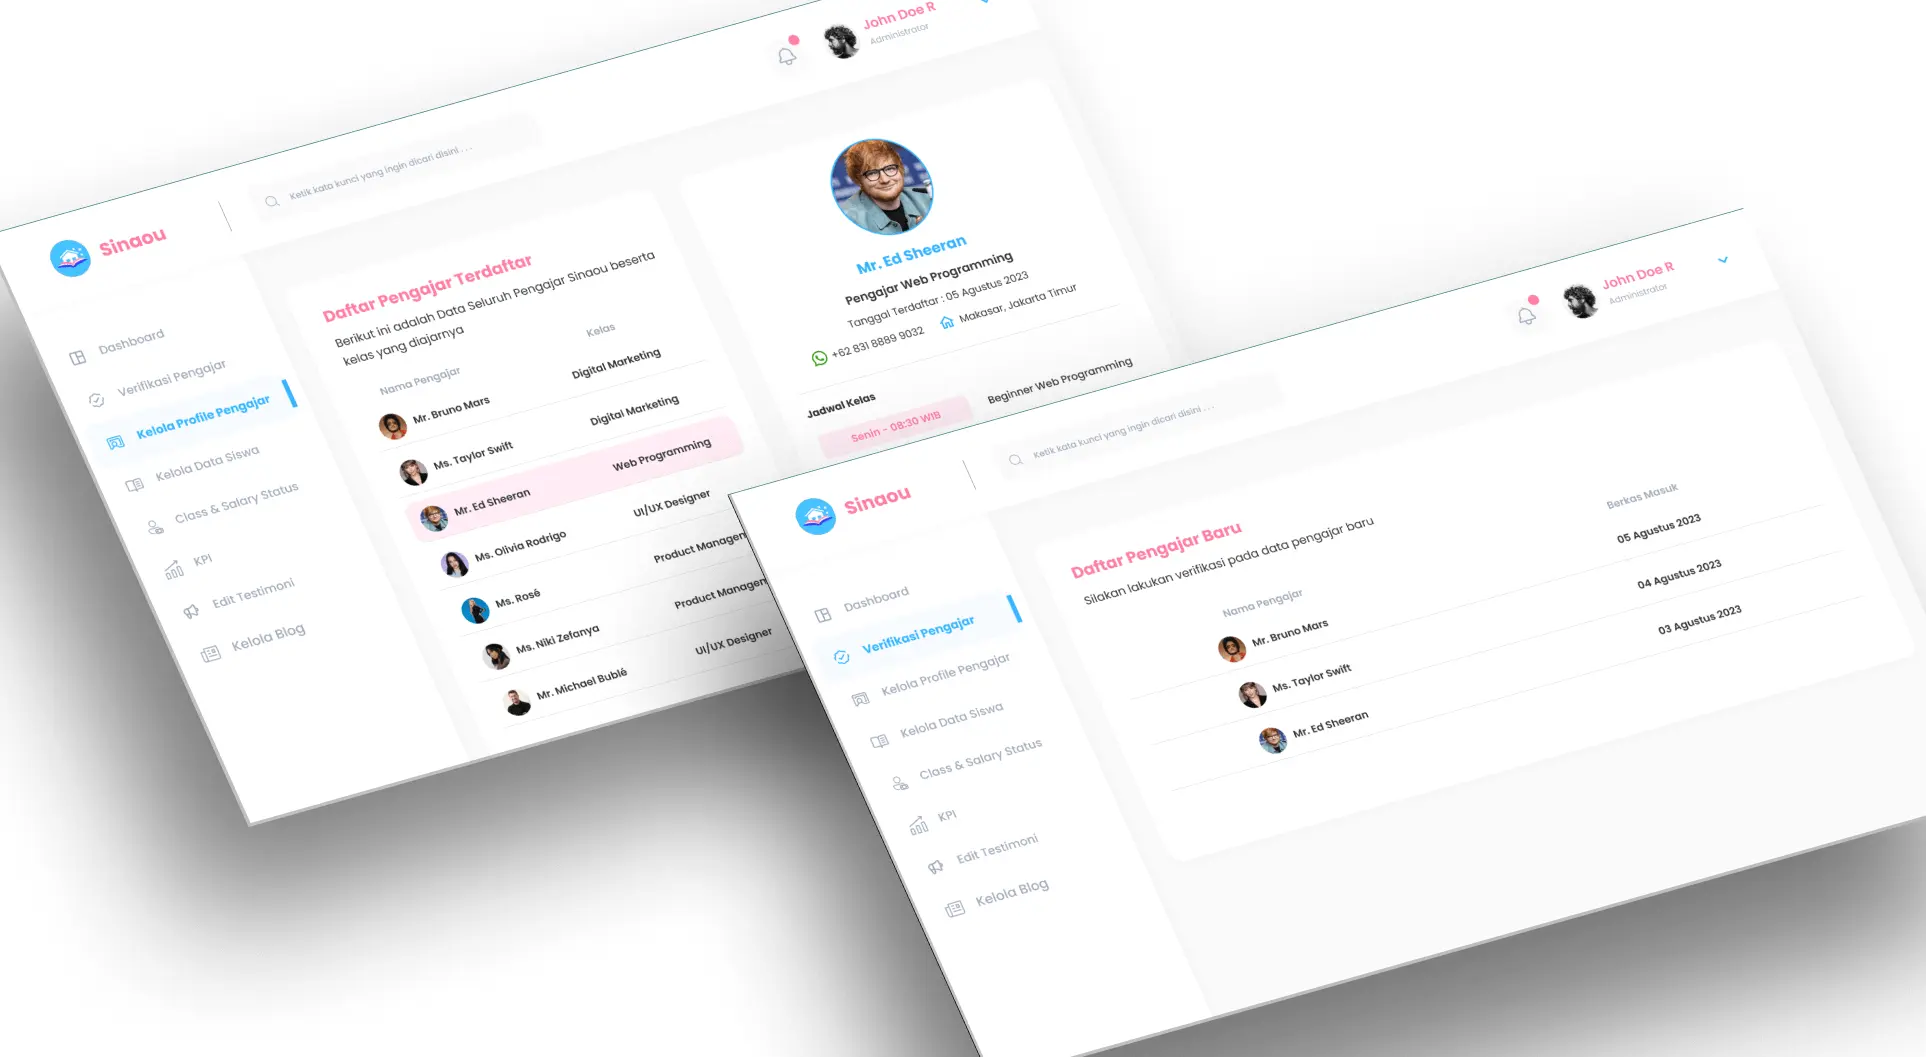 John Doe R
Administrator
Ketik kata kunci yang ingin dicari disini . . .
Sinaou
Dashboard
Verifikasi Pengajar
Kelola Profile Pengajar
Kelola Data Siswa
Class & Salary Status
KPI
Edit Testimoni
Kelola Blog
Daftar Pengajar Terdaftar
Berikut ini adalah Data Seluruh Pengajar Sinaou beserta
kelas yang diajarnya
Nama Pengajar Kelas
Mr. Bruno Mars Digital Marketing
Ms. Taylor Swift Digital Marketing
Mr. Ed Sheeran Web Programming
Ms. Olivia Rodrigo UI/UX Designer
Ms. Rosé Product Managem
Ms. Niki Zefanya Product Managem
Mr. Michael Bublé UI/UX Designer
Mr. Ed Sheeran
Pengajar Web Programming
Tanggal Terdaftar : 05 Agustus 2023
+62 831 8889 9032 Makasar, Jakarta Timur
Jadwal Kelas
Senin - 08:30 WIB Beginner Web Programming
John Doe R
Administrator
Ketik kata kunci yang ingin dicari disini . . .
Sinaou
Dashboard
Verifikasi Pengajar
Kelola Profile Pengajar
Kelola Data Siswa
Class & Salary Status
KPI
Edit Testimoni
Kelola Blog
Daftar Pengajar Baru
Silakan lakukan verifikasi pada data pengajar baru
Nama Pengajar Berkas Masuk
Mr. Bruno Mars 05 Agustus 2023
Ms. Taylor Swift 04 Agustus 2023
Mr. Ed Sheeran 03 Agustus 2023